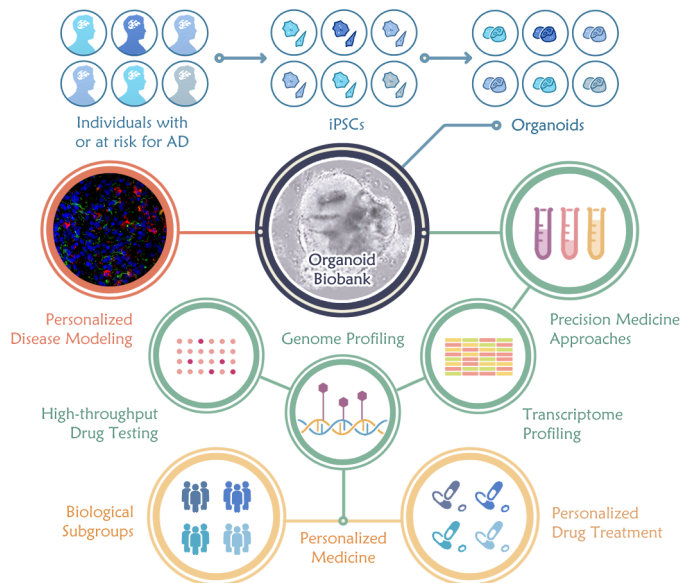 Individuals with
or at risk for AD
iPSCs
Organoids
Organoid
Biobank
Personalized
Disease Modeling
Genome Profiling
Precision Medicine
Approaches
High-throughput
Drug Testing
Transcriptome
Profiling
Biological
Subgroups
Personalized
Medicine
Personalized
Drug Treatment